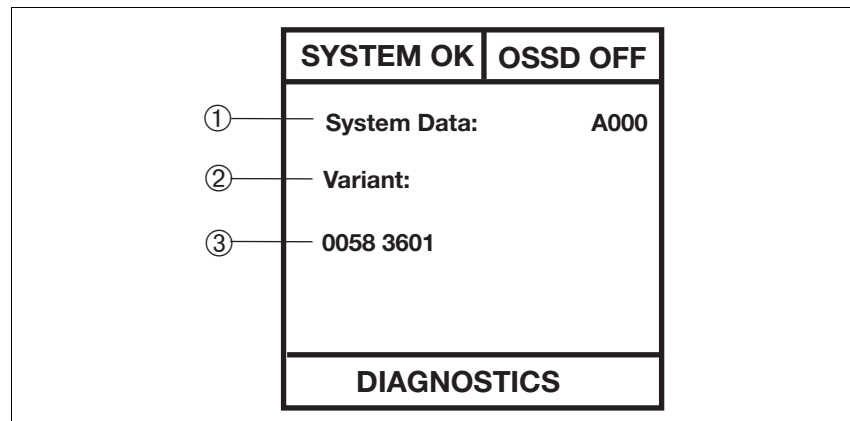 SYSTEM OK OSSD OFF
① System Data: A000
② Variant:
③ 0058 3601
DIAGNOSTICS